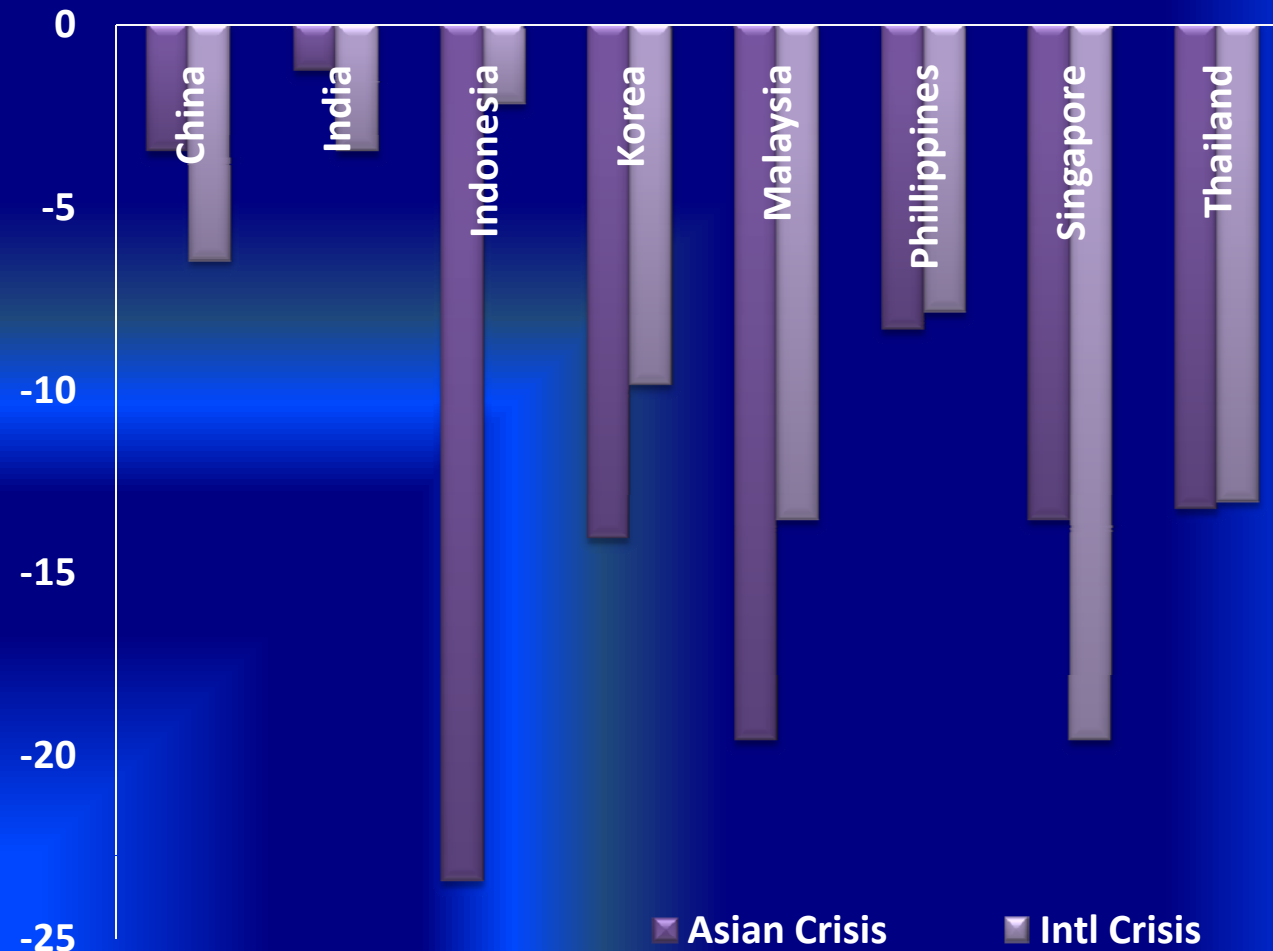 0
-5
-10
-15
-20
-25
China
India
Indonesia
Korea
Malaysia
Phillippines
Singapore
Thailand
Asian Crisis
Intl Crisis